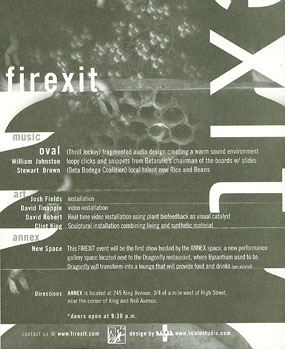 firexit
EXIT
music
oval (Thrill Jockey) fragmented audio design creating a warm sound environment
William Johnston loopy clicks and snippets from Betarofic's chairman of the boards w/ slides
Stewart Brown (Beta Bodega Coalition) local talent now Rice and Beans
art
Josh Fields installation
David Tinapple video installation
David Nobert Real time video installation using plant biofeedback as visual catalyst
Clint King Sculptural installation combining living and synthetic material.
annex
New Space This FIREXIT event will be the first show hosted by the ANNEX space, a new performance
gallery space located next to the Dragonfly restaurant, where Byzantium used to be.
Dragonfly will transform into a lounge that will provide food and drinks
Directions ANNEX is located at 245 King Avenue, 3/4 of a mile west of High Street,
near the corner of King and Neil Avenue.
*doors open at 9:30 p.m.
contact us @ www.firexit.com design by www.scalestudio.com